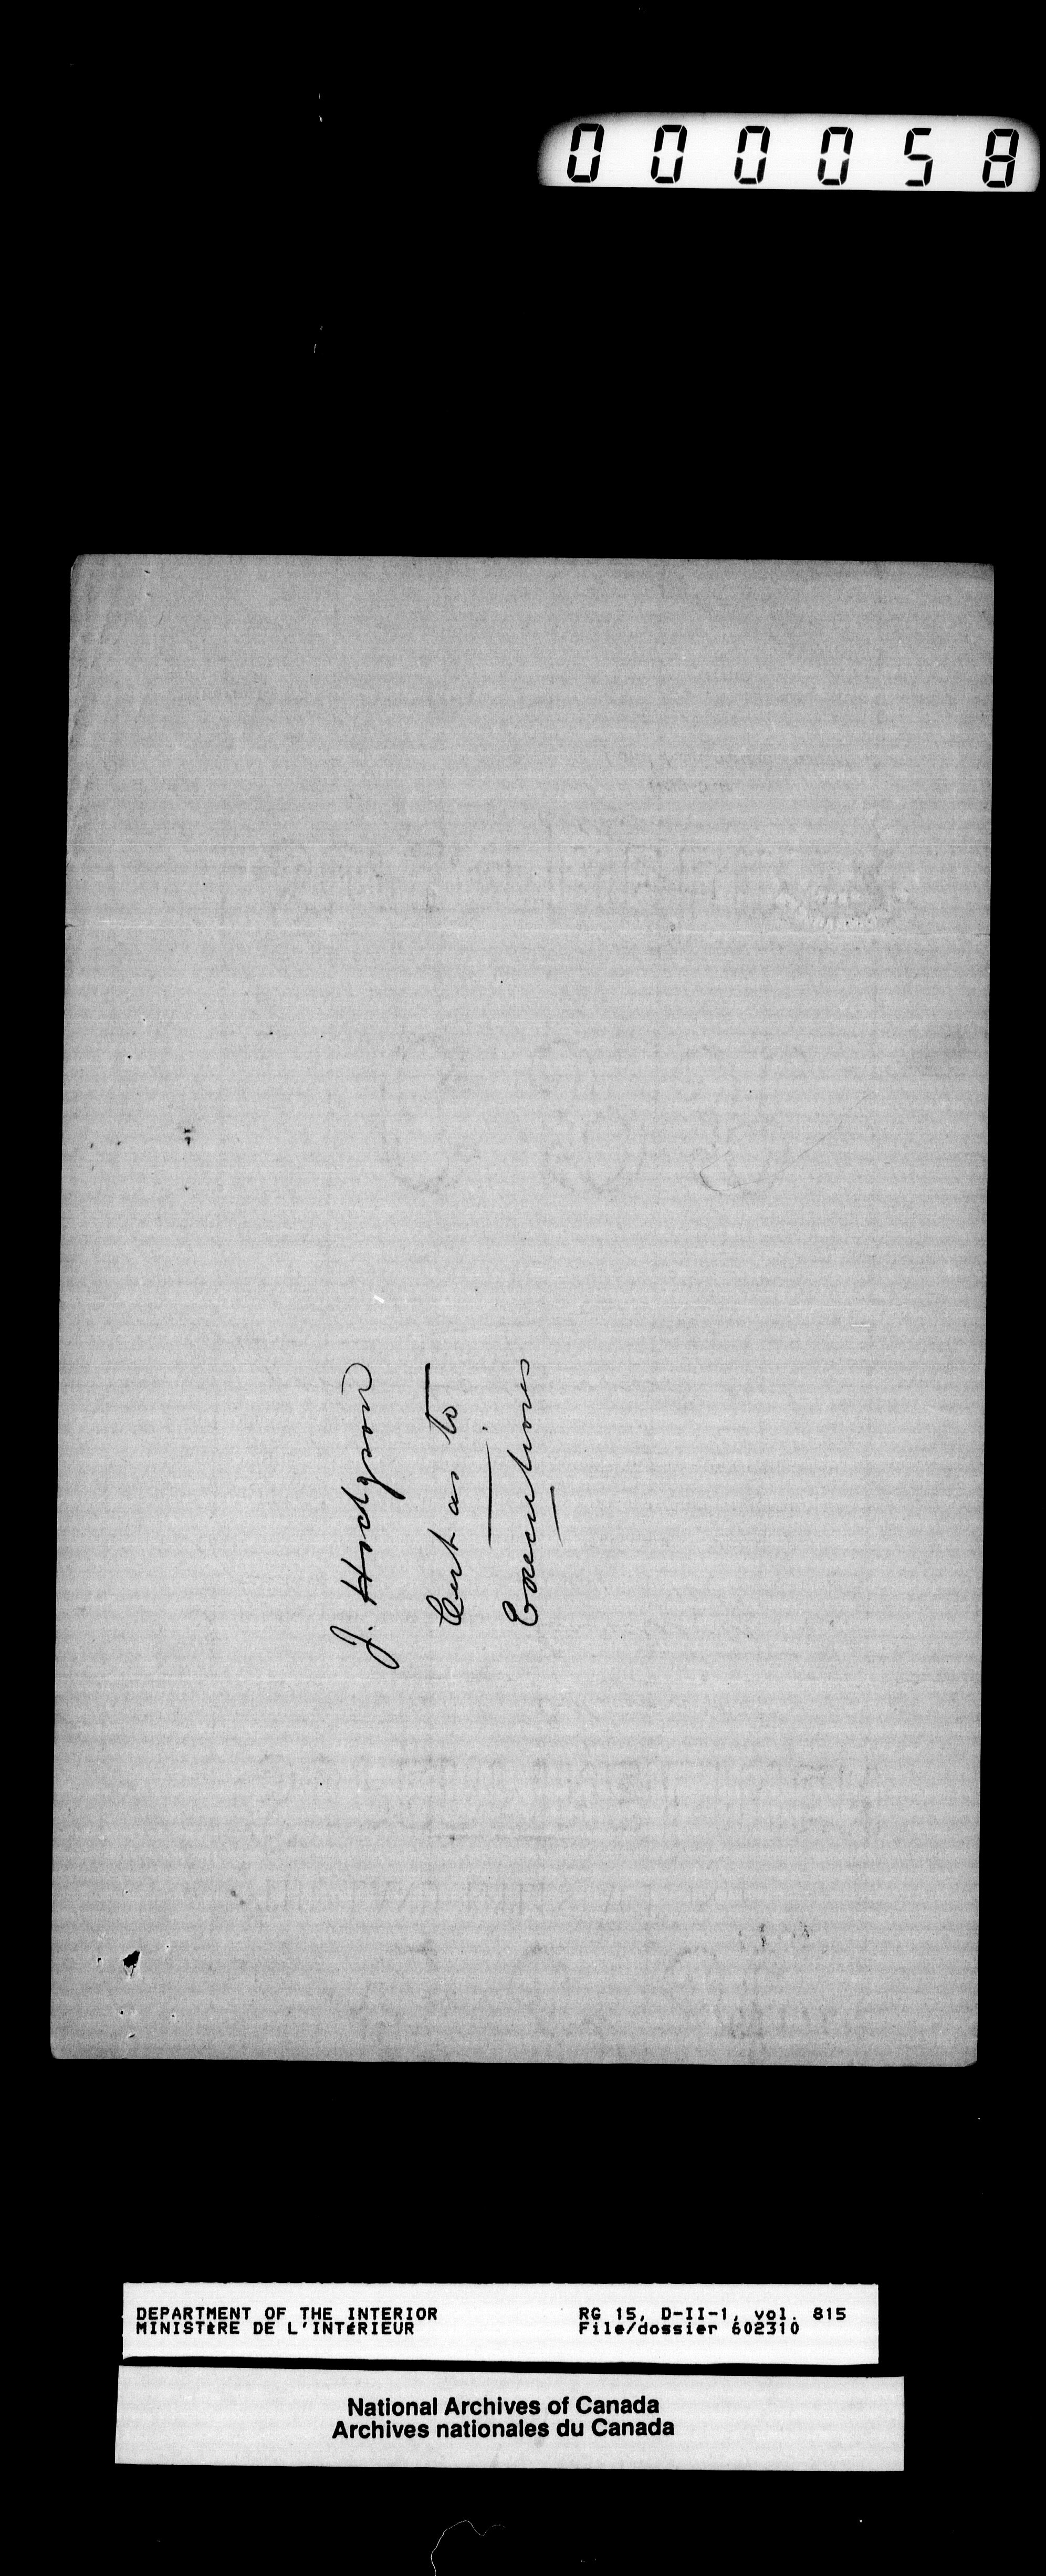 000058
J. Hodgson
Cert as to
Executions
DEPARTMENT OF THE INTERIOR
MINISTÈRE DE L'INTÉRIEUR
RG 15, D-II-1, vol. 815
File/dossier 602310
National Archives of Canada
Archives nationales du Canada